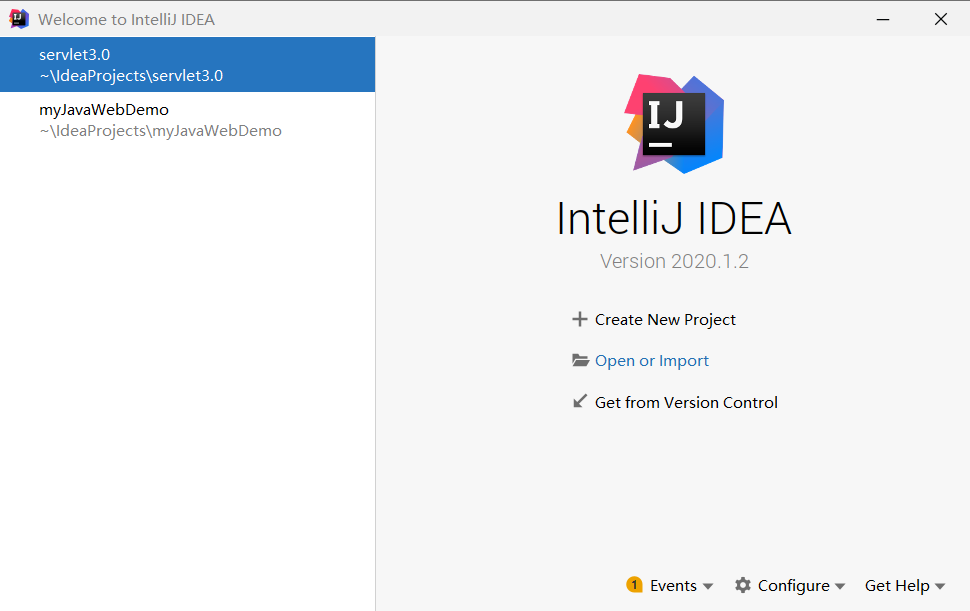 Welcome to IntelliJ IDEA
servlet3.0
~\IdeaProjects\servlet3.0
myJavaWebDemo
~\IdeaProjects\myJavaWebDemo
IJ
IntelliJ IDEA
Version 2020.1.2
Create New Project
Open or Import
Get from Version Control
1 Events Configure Get Help